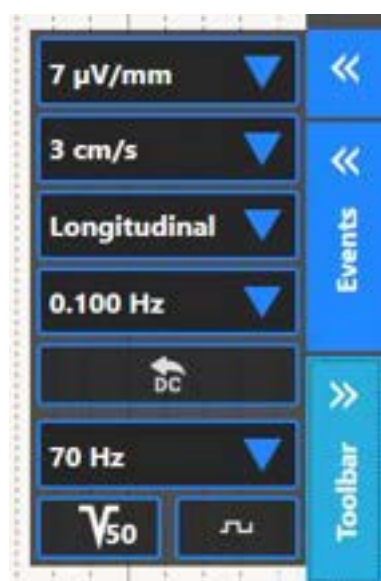 7 µV/mm
3 cm/s
Longitudinal
0.100 Hz
DC
70 Hz
50
Events
Toolbar